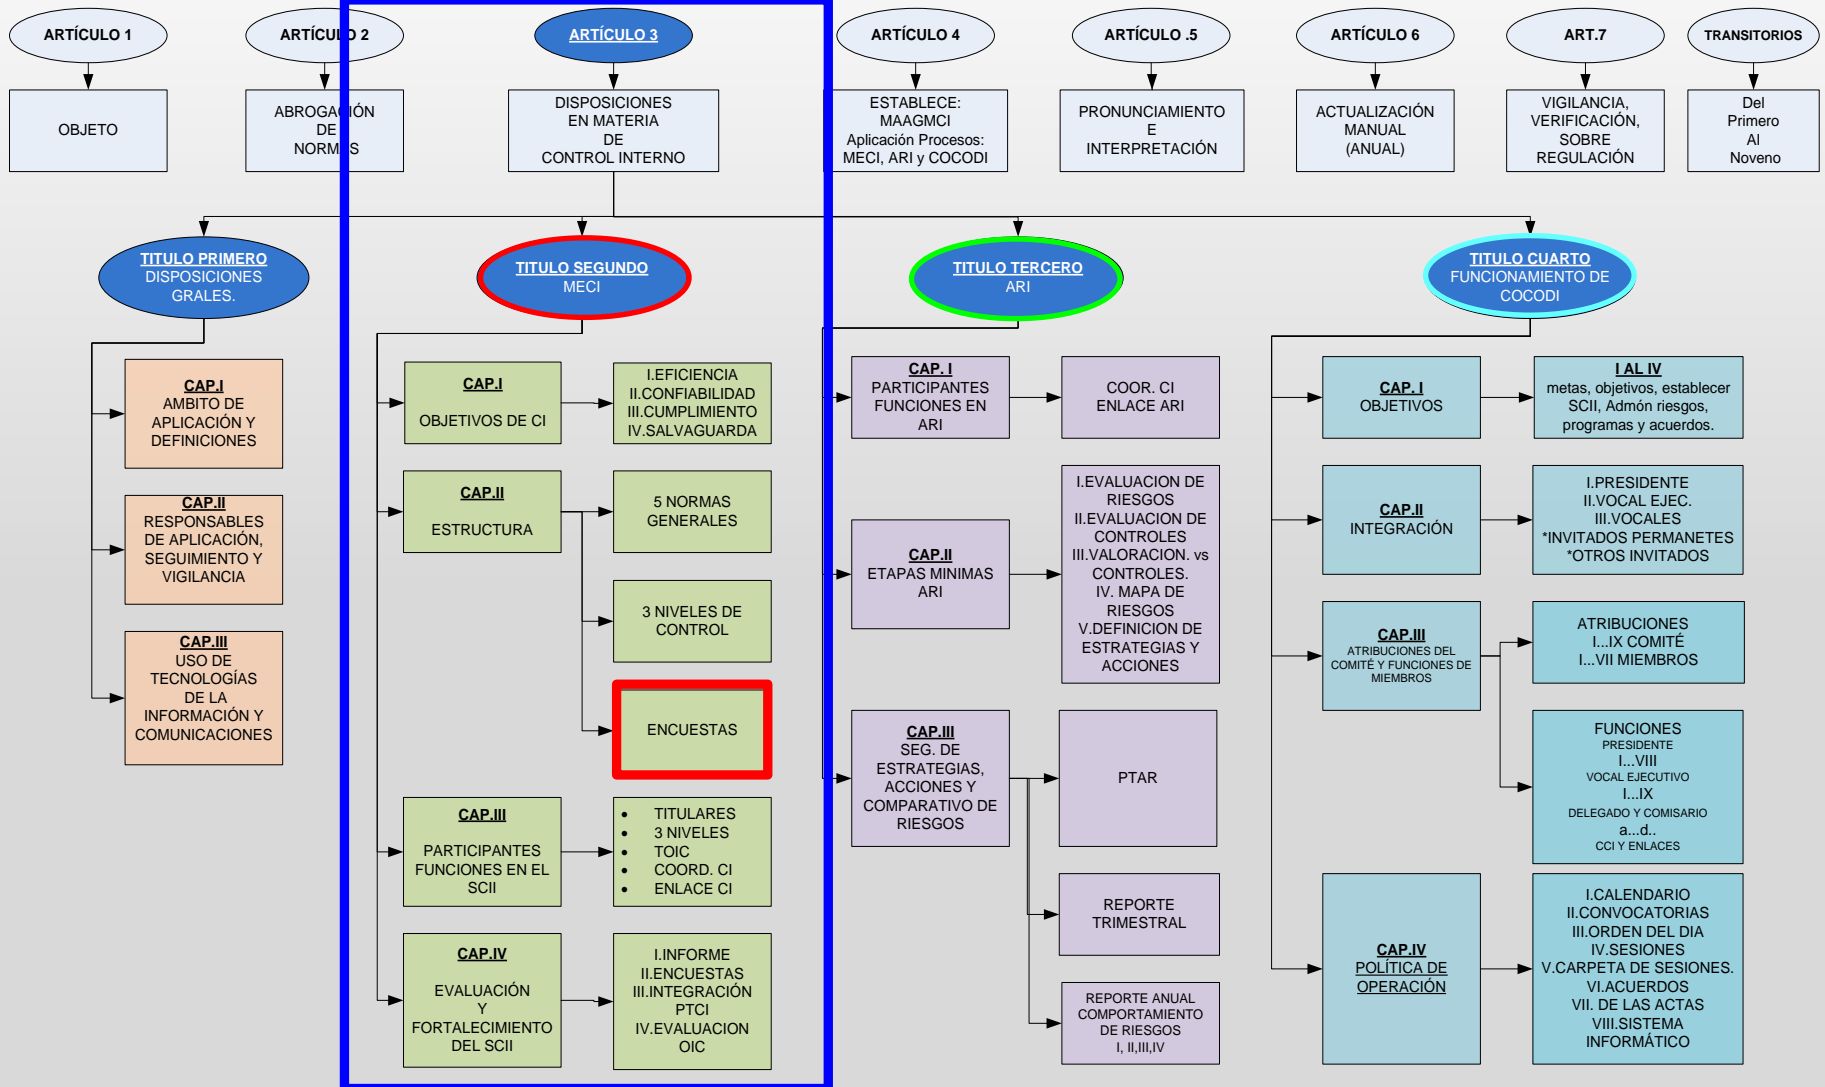 ARTÍCULO 1
ARTÍCULO 2
ARTÍCULO 3
ARTÍCULO 4
ARTÍCULO .5
ARTÍCULO 6
ART.7
TRANSITORIOS
OBJETO
ABROGACIÓN
DE
NORMAS
DISPOSICIONES
EN MATERIA
DE
CONTROL INTERNO
ESTABLECE:
MAAGMCI
Aplicación Procesos:
MECI, ARI y COCODI
PRONUNCIAMIENTO
E
INTERPRETACIÓN
ACTUALIZACIÓN
MANUAL
(ANUAL)
VIGILANCIA,
VERIFICACIÓN,
SOBRE
REGULACIÓN
Del
Primero
Al
Noveno
TITULO PRIMERO
DISPOSICIONES
GRALES.
TITULO SEGUNDO
MECI
TITULO TERCERO
ARI
TITULO CUARTO
FUNCIONAMIENTO DE
COCODI
CAP.I
AMBITO DE
APLICACIÓN Y
DEFINICIONES
CAP.II
RESPONSABLES
DE APLICACIÓN,
SEGUIMIENTO Y
VIGILANCIA
CAP.III
USO DE
TECNOLOGÍAS
DE LA
INFORMACIÓN Y
COMUNICACIONES
CAP.I
OBJETIVOS DE CI
I.EFICIENCIA
II.CONFIABILIDAD
III.CUMPLIMIENTO
IV.SALVAGUARDA
CAP.II
ESTRUCTURA
5 NORMAS
GENERALES
3 NIVELES DE
CONTROL
ENCUESTAS
CAP.III
PARTICIPANTES
FUNCIONES EN EL
SCII
• TITULARES
• 3 NIVELES
• TOIC
• COORD. CI
• ENLACE CI
CAP.IV
EVALUACIÓN
Y
FORTALECIMIENTO
DEL SCII
I.INFORME
II.ENCUESTAS
III.INTEGRACIÓN
PTCI
IV.EVALUACION
OIC
CAP. I
PARTICIPANTES
FUNCIONES EN
ARI
COOR. CI
ENLACE ARI
CAP.II
ETAPAS MINIMAS
ARI
I.EVALUACION DE
RIESGOS
II.EVALUACION DE
CONTROLES
III.VALORACION. vs
CONTROLES.
IV. MAPA DE
RIESGOS
V.DEFINICION DE
ESTRATEGIAS Y
ACCIONES
CAP.III
SEG. DE
ESTRATEGIAS,
ACCIONES Y
COMPARATIVO DE
RIESGOS
PTAR
REPORTE
TRIMESTRAL
REPORTE ANUAL
COMPORTAMIENTO
DE RIESGOS
I, II,III,IV
CAP. I
OBJETIVOS
I AL IV
metas, objetivos, establecer
SCII, Admón riesgos,
programas y acuerdos.
CAP.II
INTEGRACIÓN
I.PRESIDENTE
II.VOCAL EJEC.
III.VOCALES
*INVITADOS PERMANETES
*OTROS INVITADOS
CAP.III
ATRIBUCIONES DEL
COMITÉ Y FUNCIONES DE
MIEMBROS
ATRIBUCIONES
I...IX COMITÉ
I...VII MIEMBROS
FUNCIONES
PRESIDENTE
I...VIII
VOCAL EJECUTIVO
I...IX
DELEGADO Y COMISARIO
a...d..
CCI Y ENLACES
CAP.IV
POLÍTICA DE
OPERACIÓN
I.CALENDARIO
II.CONVOCATORIAS
III.ORDEN DEL DIA
IV.SESIONES
V.CARPETA DE SESIONES.
VI.ACUERDOS
VII. DE LAS ACTAS
VIII.SISTEMA
INFORMÁTICO